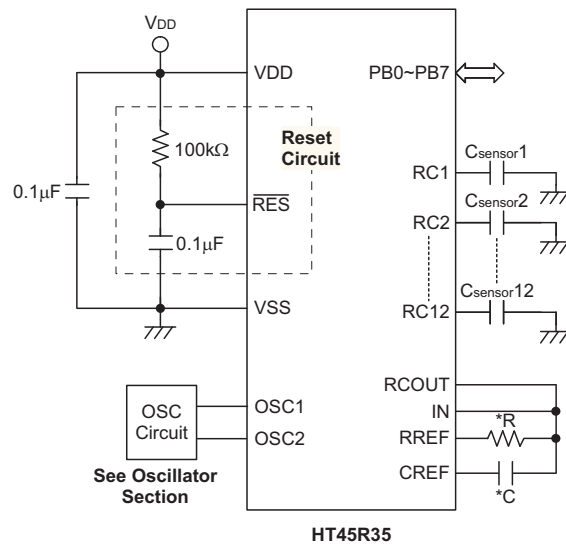 VDD
VDD
PB0~PB7
Reset
Circuit
100kΩ
Csensor1
RC1
0.1μF
RES
Csensor2
RC2
0.1μF
Csensor12
VSS
RC12
RCOUT
OSC
Circuit
OSC1
IN
*R
OSC2
RREF
See Oscillator
Section
CREF
*C
HT45R35